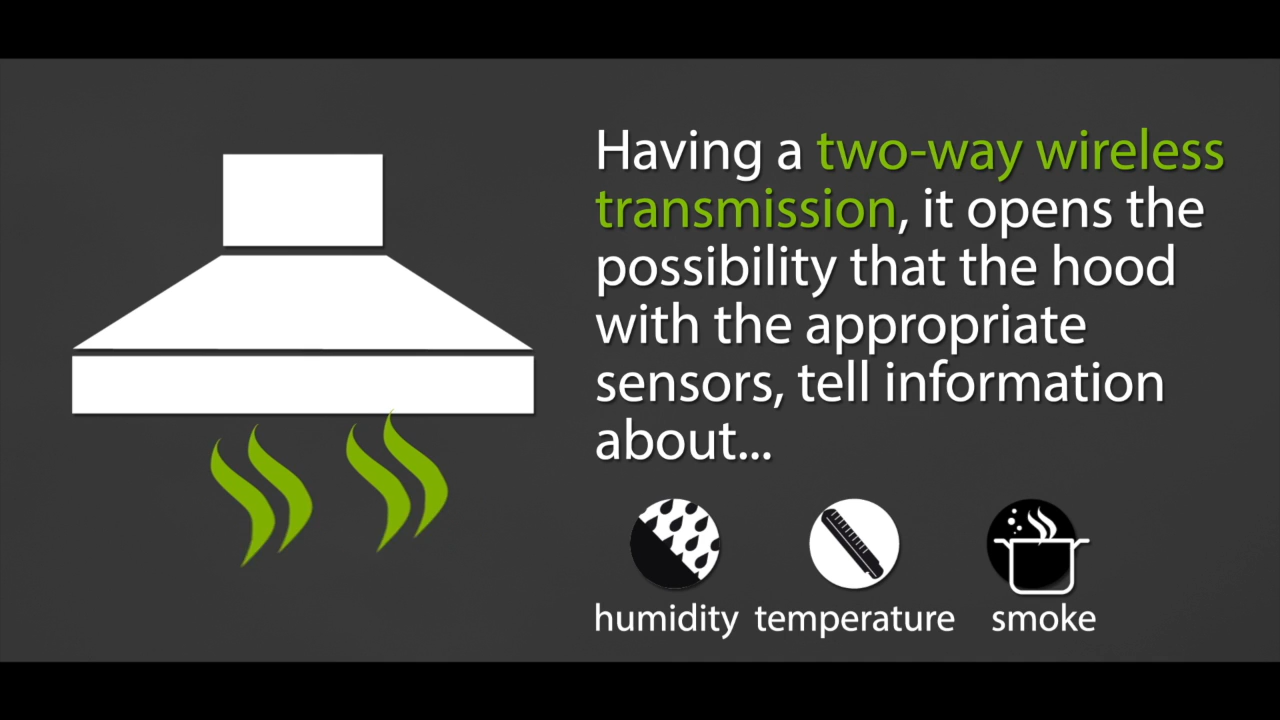 Having a two-way wireless
transmission, it opens the
possibility that the hood
with the appropriate
sensors, tell information
about...
humidity temperature smoke